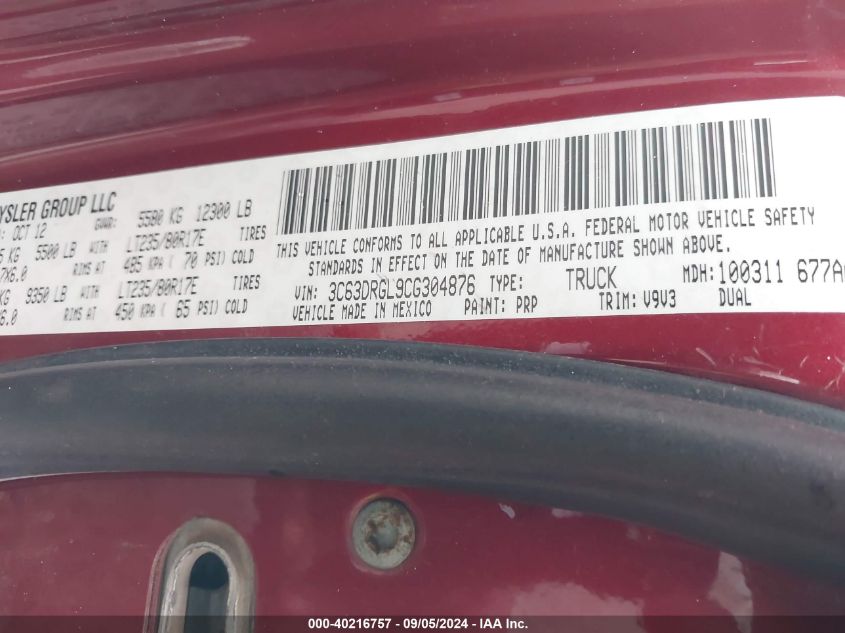 YSLER GROUP LLC
OCT 12 GVWR: 5580 KG 12300 LB
KG 5500 LB WITH LT235/80R17E TIRES
7X6.0 RIMS AT 485 KPA ( 70 PSI) COLD
KG 9350 LB WITH LT235/80R17E TIRES
X6.0 RIMS AT 450 KPA ( 65 PSI) COLD
THIS VEHICLE CONFORMS TO ALL APPLICABLE U.S.A. FEDERAL MOTOR VEHICLE SAFETY
STANDARDS IN EFFECT ON THE DATE OF MANUFACTURE SHOWN ABOVE.
VIN: 3C63DRGL9CG304876 TYPE: TRUCK MDH: 100311 677A
VEHICLE MADE IN MEXICO PAINT: PRP TRIM: V9V3 DUAL
000-40216757 - 09/05/2024 - IAA Inc.